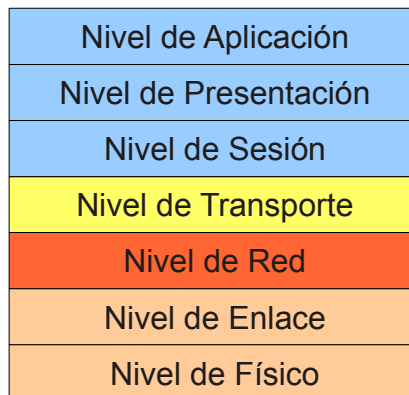 Nivel de Aplicación
Nivel de Presentación
Nivel de Sesión
Nivel de Transporte
Nivel de Red
Nivel de Enlace
Nivel de Físico